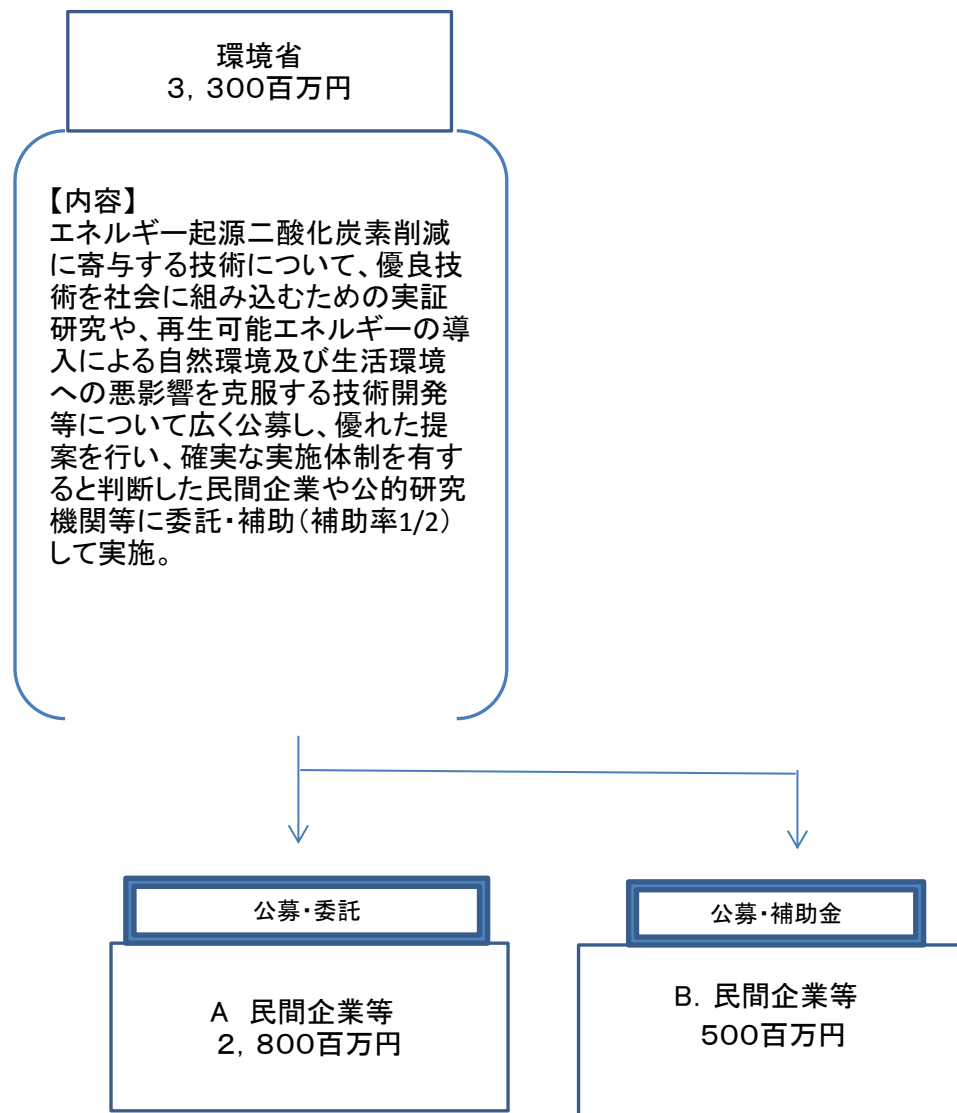 環境省
３，３００百万円
【内容】
エネルギー起源二酸化炭素削減
に寄与する技術について、優良技
術を社会に組み込むための実証
研究や、再生可能エネルギーの導
入による自然環境及び生活環境
への悪影響を克服する技術開発
等について広く公募し、優れた提
案を行い、確実な実施体制を有す
ると判断した民間企業や公的研究
機関等に委託・補助（補助率1/2）
して実施。
公募・委託
公募・補助金
Ａ　民間企業等
２，８００百万円
Ｂ．民間企業等
５００百万円